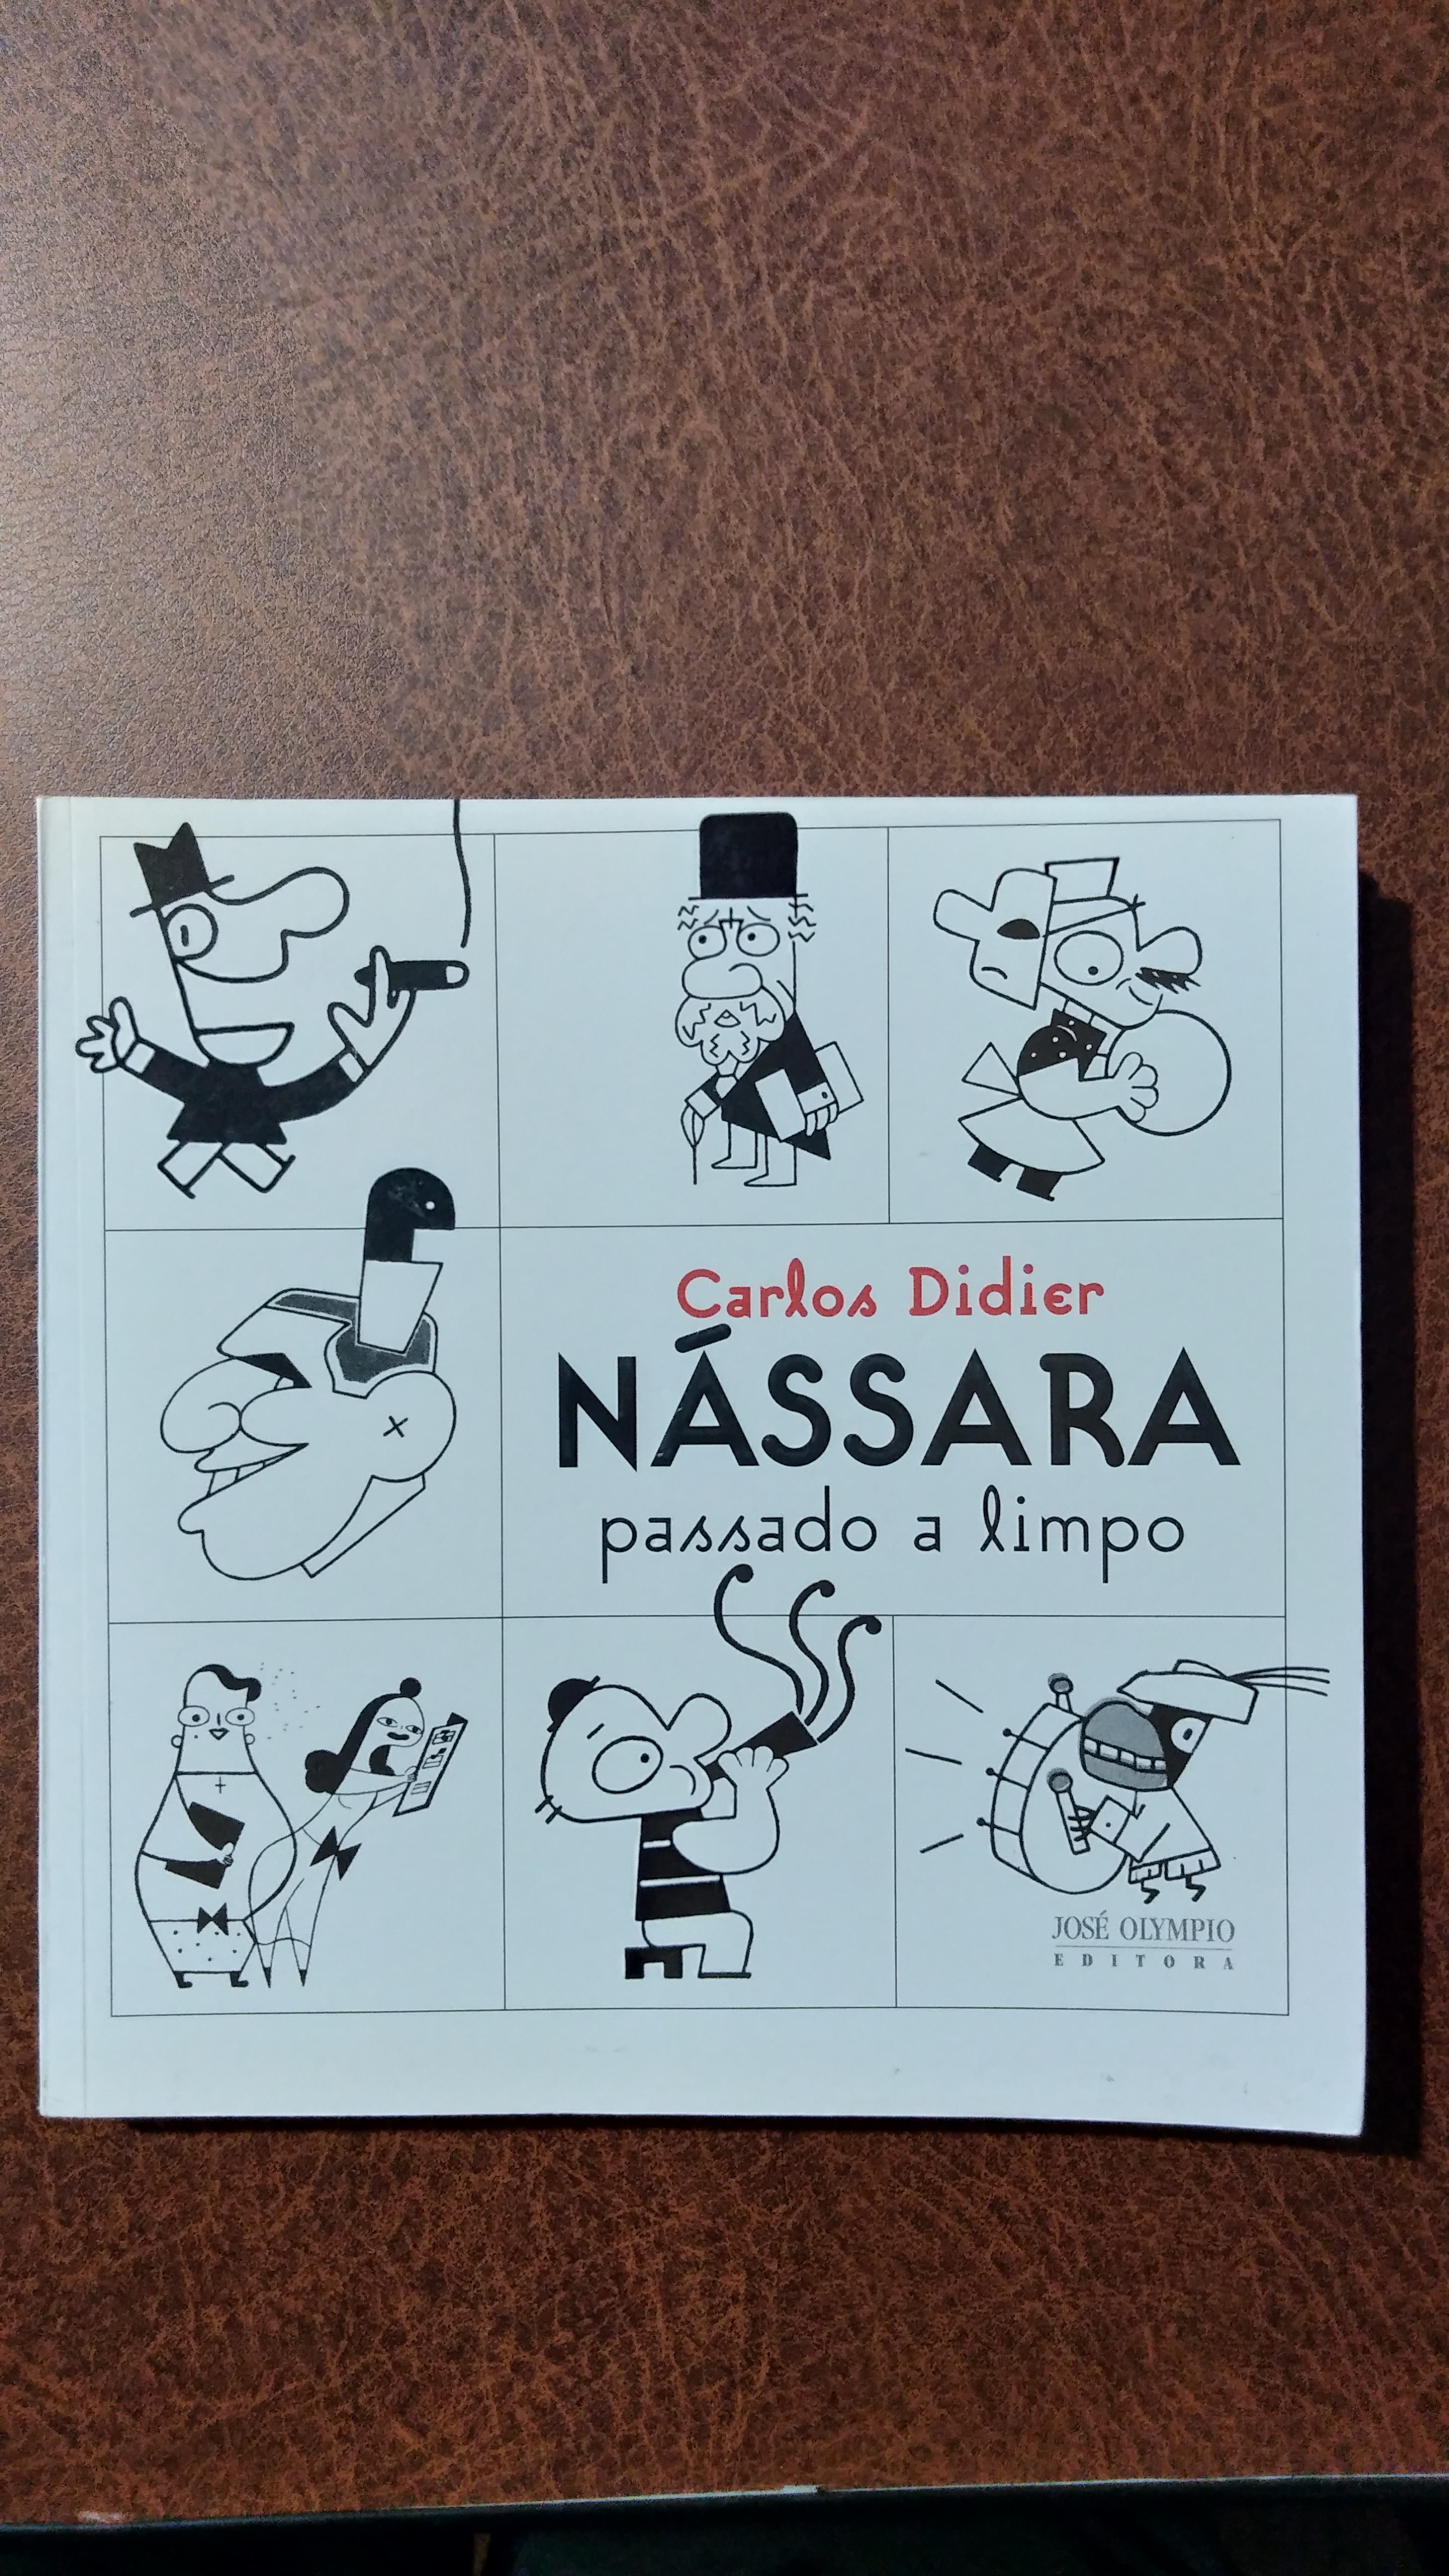 Carlos Didier
NÁSSARA
passado a limpo
JOSÉ OLYMPIO
EDITORA